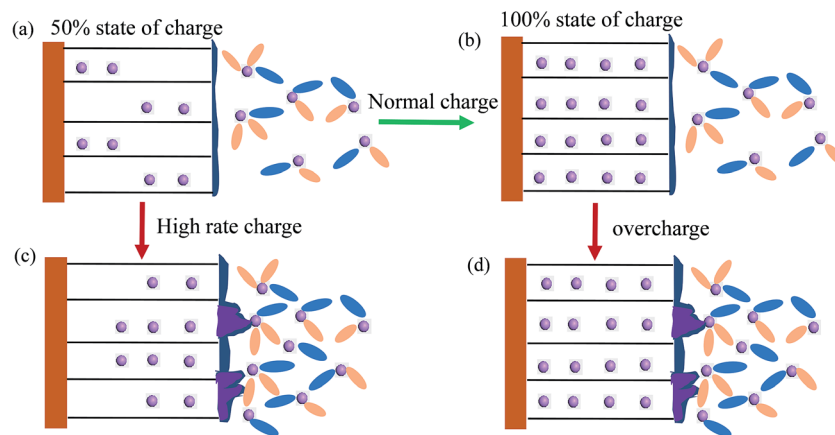 (a)
50% state of charge
(b)
100% state of charge
Normal charge
High rate charge
overcharge
(c)
(d)